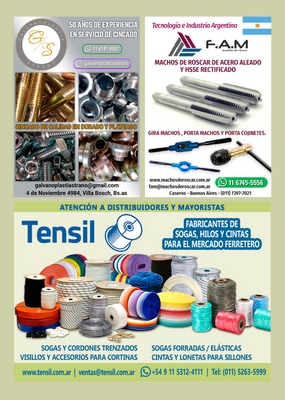 50 AÑOS DE EXPERIENCIA
EN SERVICIO DE CINCADO
galvanoplastiastrano
CINCADO DE CALIDAD EN DORADO Y PLATEADO
galvanoplastiastrano@gmail.com
4 de Noviembre 4984, Villa Bosch, Bs.as
Tecnología e Industria Argentina
F.A.M
MACHOS DE ROSCAR DE ACERO ALEADO
Y HSSE RECTIFICADO
GIRA MACHOS , PORTA MACHOS Y PORTA COJINETES.
www.machosderoscar.com.ar
fam@machosderoscar.com.ar
Caseros - Buenos Aires - (011) 7397-7021
11 6745-5556
ATENCIÓN A DISTRIBUIDORES Y MAYORISTAS
Tensil
FABRICANTES DE
SOGAS, HILOS Y CINTAS
PARA EL MERCADO FERRETERO
SOGAS Y CORDONES TRENZADOS
VISILLOS Y ACCESORIOS PARA CORTINAS
SOGAS FORRADAS / ELÁSTICAS
CINTAS Y LONETAS PARA SILLONES
www.tensil.com.ar | ventas@tensil.com.ar | +54 9 11 5312-4111 | Tel: (011) 5263-5999